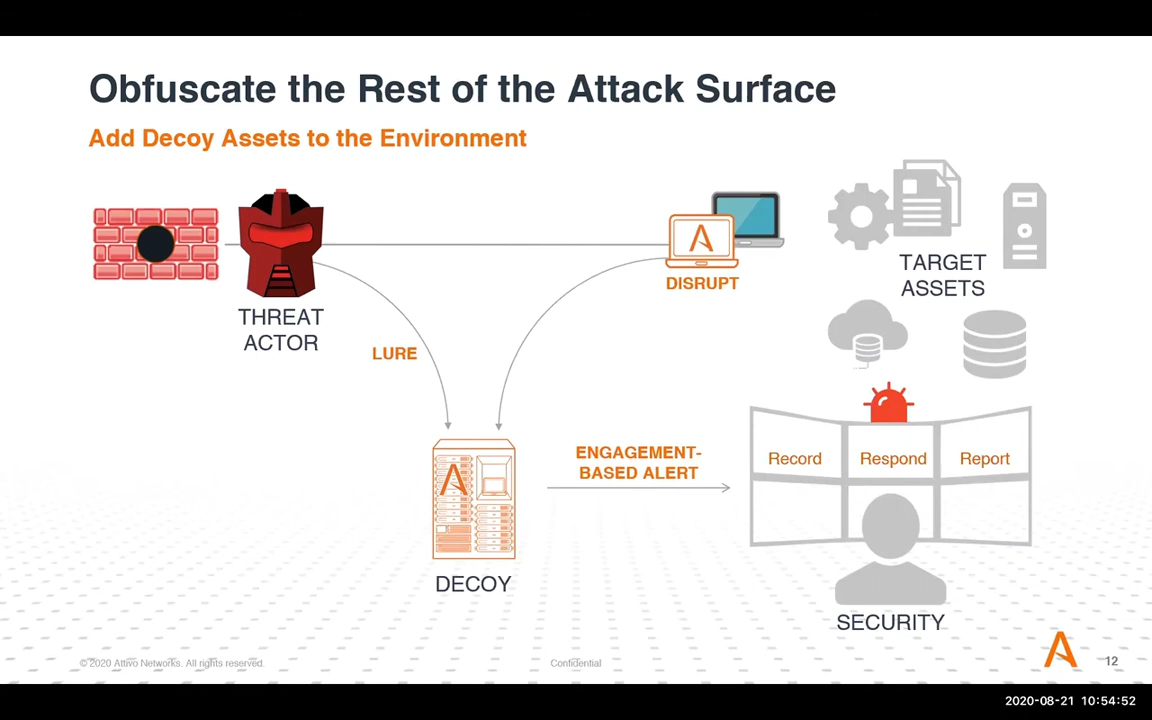 Obfuscate the Rest of the Attack Surface
Add Decoy Assets to the Environment
THREAT
ACTOR
LURE
DISRUPT
TARGET
ASSETS
ENGAGEMENT-
BASED ALERT
Record
Respond
Report
DECOY
SECURITY
© 2020 Attivo Networks. All rights reserved.
Confidential
12
2020-08-21 10:54:52